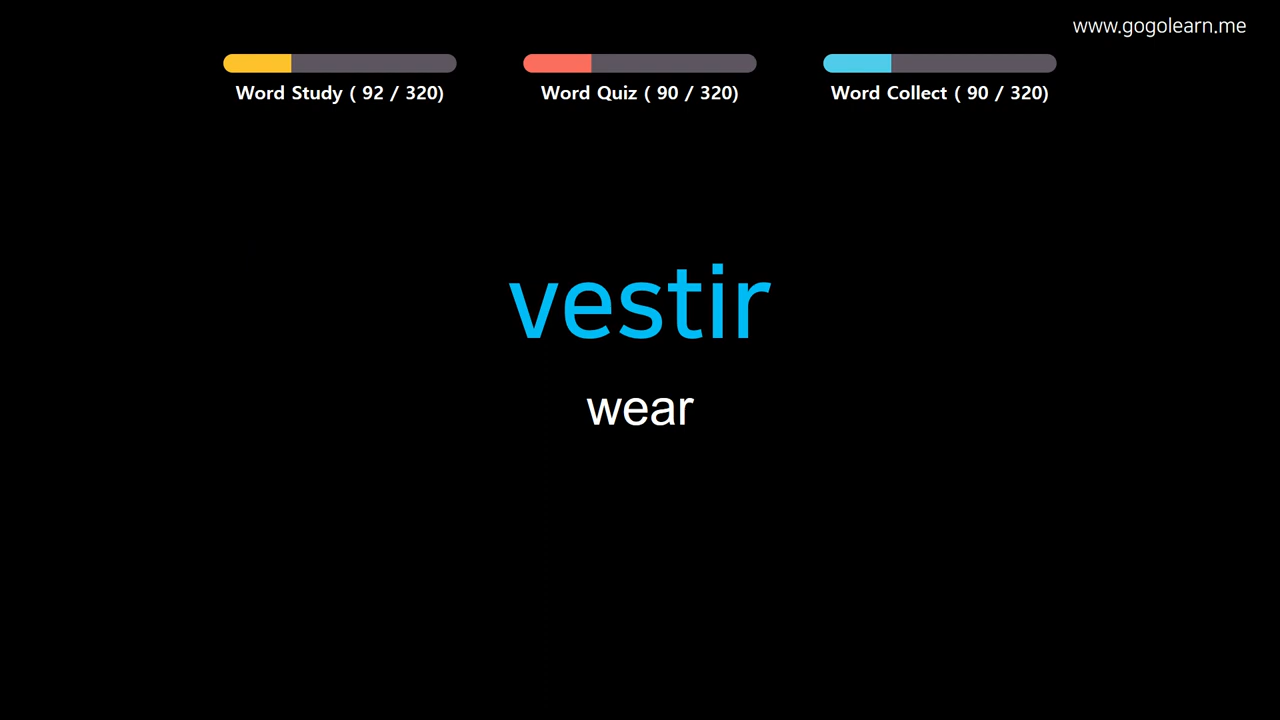 www.gogolearn.me
Word Study ( 92 / 320)
Word Quiz ( 90 / 320)
Word Collect ( 90 / 320)
vestir
wear